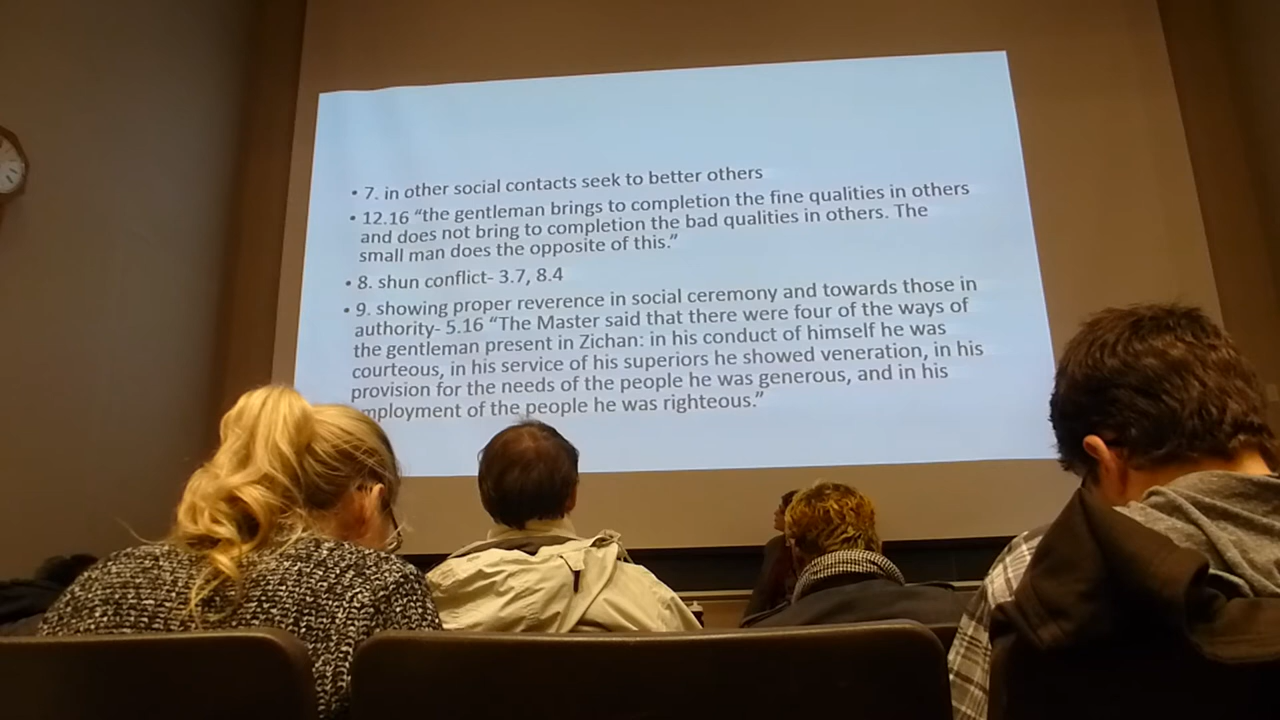 • 7. in other social contacts seek to better others
• 12.16 “the gentleman brings to completion the fine qualities in others
and does not bring to completion the bad qualities in others. The
small man does the opposite of this.”
• 8. shun conflict- 3.7, 8.4
• 9. showing proper reverence in social ceremony and towards those in
authority- 5.16 “The Master said that there were four of the ways of
the gentleman present in Zichan: in his conduct of himself he was
courteous, in his service of his superiors he showed veneration, in his
provision for the needs of the people he was generous, and in his
mployment of the people he was righteous.”